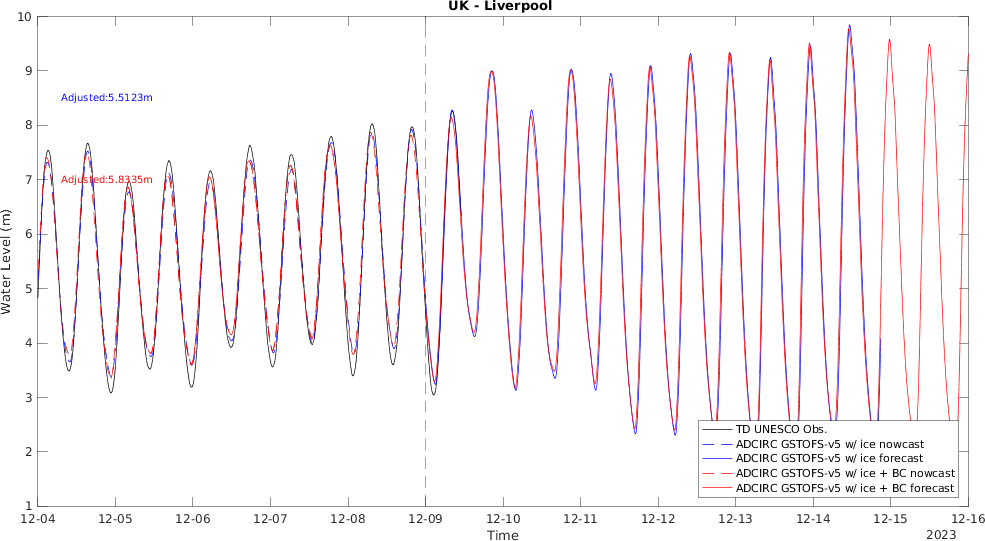 UK - Liverpool
10
9
8
7
6
5
4
3
2
1
Water Level (m)
Adjusted:5.5123m
Adjusted:5.8335m
TD UNESCO Obs.
ADCIRC GSTOFS-v5 w/ ice nowcast
ADCIRC GSTOFS-v5 w/ ice forecast
ADCIRC GSTOFS-v5 w/ ice + BC nowcast
ADCIRC GSTOFS-v5 w/ ice + BC forecast
12-04 12-05 12-06 12-07 12-08 12-09 12-10 12-11 12-12 12-13 12-14 12-15 12-16
Time
2023